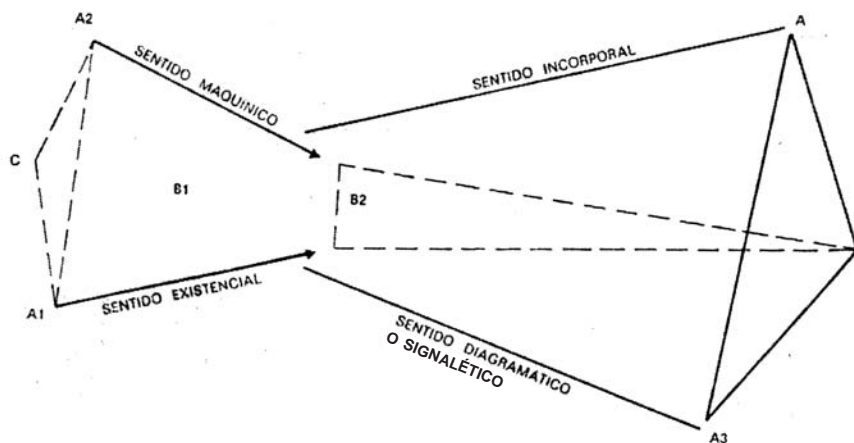 A2
A
SENTIDO MAQUINICO
SENTIDO INCORPORAL
C
B1
B2
A1
SENTIDO EXISTENCIAL
SENTIDO DIAGRAMATICO
O SIGNALÉTICO
A3